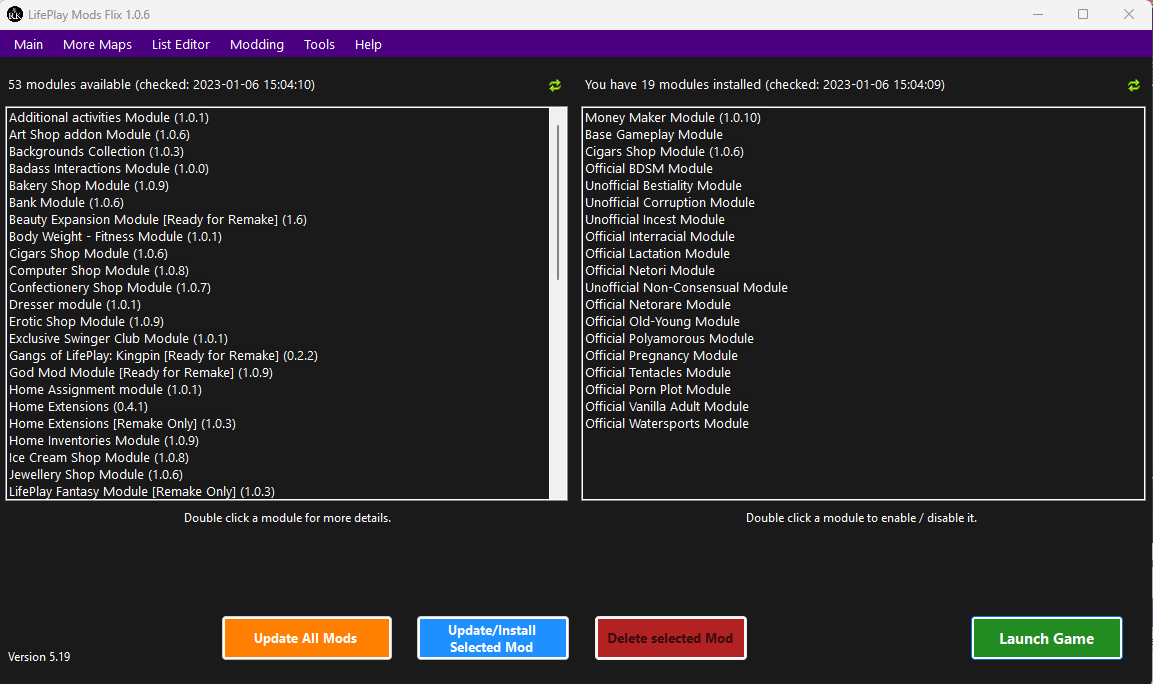 LifePlay Mods Flix 1.0.6
Main More Maps List Editor Modding Tools Help
53 modules available (checked: 2023-01-06 15:04:10)
Additional activities Module (1.0.1)
Art Shop addon Module (1.0.6)
Backgrounds Collection (1.0.3)
Badass Interactions Module (1.0.0)
Bakery Shop Module (1.0.9)
Bank Module (1.0.6)
Beauty Expansion Module [Ready for Remake] (1.6)
Body Weight - Fitness Module (1.0.1)
Cigars Shop Module (1.0.6)
Computer Shop Module (1.0.8)
Confectionery Shop Module (1.0.7)
Dresser module (1.0.1)
Erotic Shop Module (1.0.9)
Exclusive Swinger Club Module (1.0.1)
Gangs of LifePlay: Kingpin [Ready for Remake] (0.2.2)
God Mod Module [Ready for Remake] (1.0.9)
Home Assignment module (1.0.1)
Home Extensions (0.4.1)
Home Extensions [Remake Only] (1.0.3)
Home Inventories Module (1.0.9)
Ice Cream Shop Module (1.0.8)
Jewellery Shop Module (1.0.6)
LifePlay Fantasy Module [Remake Only] (1.0.3)
Double click a module for more details.
You have 19 modules installed (checked: 2023-01-06 15:04:09)
Money Maker Module (1.0.10)
Base Gameplay Module
Cigars Shop Module (1.0.6)
Official BDSM Module
Unofficial Bestiality Module
Unofficial Corruption Module
Unofficial Incest Module
Official Interracial Module
Official Lactation Module
Official Netori Module
Unofficial Non-Consensual Module
Official Netorare Module
Official Old-Young Module
Official Polyamorous Module
Official Pregnancy Module
Official Tentacles Module
Official Porn Plot Module
Official Vanilla Adult Module
Official Watersports Module
Double click a module to enable / disable it.
Update All Mods
Update/Install
Selected Mod
Delete selected Mod
Launch Game
Version 5.19